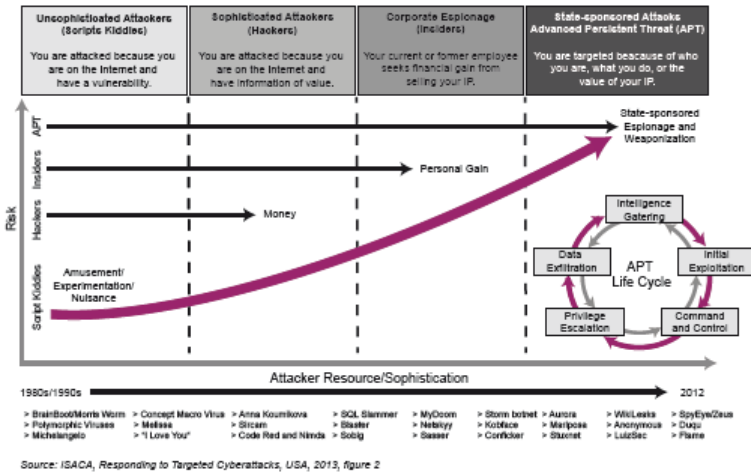 Unsophisticated Attackers
(Scripts Kiddies)
You are attacked because you
are on the Internet and
have a vulnerability.
Sophisticated Attackers
(Hackers)
You are attacked because you
are on the Internet and
have information of value.
Corporate Espionage
(Insiders)
Your current or former employee
seeks financial gain from
selling your IP.
State-sponsored Attacks
Advanced Persistent Threat (APT)
You are targeted beacause of who
you are, what you do, or the
value of your IP.
Risk
APT
Insiders
Hackers
Script Kiddies
State-sponsored
Espionage and
Weaponization
Personal Gain
Money
Amusement/
Experimentation/
Nuisance
Intelligence
Gatering
Data
Exfiltration
APT
Life Cycle
Initial
Exploitation
Privilege
Escalation
Command
and Control
Attacker Resource/Sophistication
1980s/1990s
2012
> BrainBoot/Morris Worm
> Polymorphic Viruses
> Michelangelo
> Concept Macro Virus
> Melissa
> "I Love You"
> Anna Kournikova
> Sircam
> Code Red and Nimda
> SQL Slammer
> Blaster
> Sobig
> MyDoom
> Netskyy
> Sasser
> Storm botnet
> Kobface
> Conficker
> Aurora
> Mariposa
> Stuxnet
> WikiLeaks
> Anonymous
> LulzSec
> SpyEye/Zeus
> Duqu
> Flame
Source: ISACA, Responding to Targeted Cyberattacks, USA, 2013, figure 2